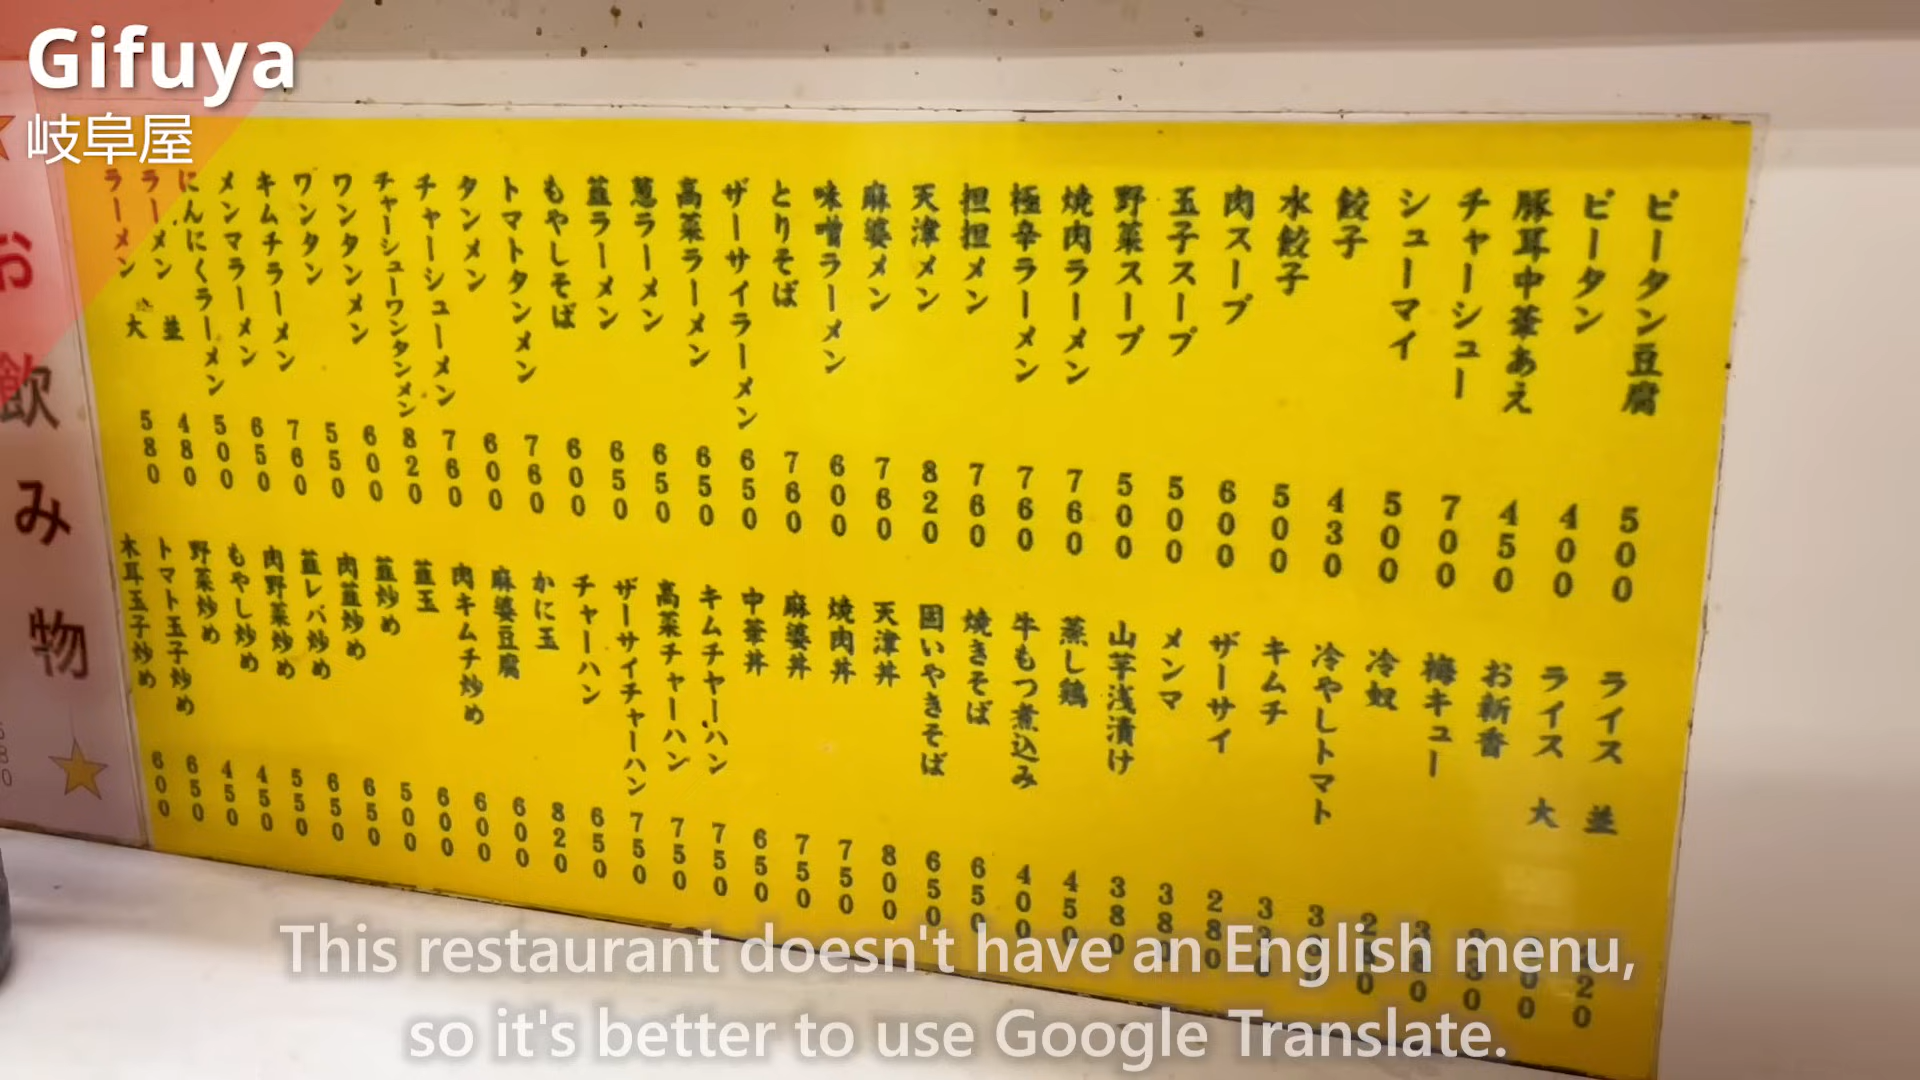 Gifuya
岐阜屋
ピータン豆腐 500
ピータン 400
豚耳中華あえ 450
チャーシュー 700
シューマイ 500
餃子 430
水餃子 500
肉スープ 600
玉子スープ 500
野菜スープ 500
焼肉ラーメン 760
極辛ラーメン 760
担担メン 760
天津メン 820
麻婆メン 760
味噌ラーメン 600
とりそば 760
ザーサイラーメン 650
高菜ラーメン 650
葱ラーメン 650
韮ラーメン 650
もやしそば 600
トマトタンメン 760
タンメン 600
チャーシューメン 760
チャーシューワンタンメン 820
ワンタンメン 600
ワンタン 550
キムチラーメン 760
メンマラーメン 650
にんにくラーメン 500
ラーメン 並 480
ラーメン 大 580
ライス 並
ライス 大
お新香
梅キュー
冷奴
冷やしトマト
キムチ
ザーサイ 280
メンマ 380
山芋浅漬け 380
蒸し鶏 450
牛もつ煮込み 400
焼きそば 650
固いやきそば 650
天津丼 800
焼肉丼 750
麻婆丼 750
中華丼 650
キムチャーハン 750
高菜チャーハン 750
ザーサイチャーハン 750
チャーハン 650
かに玉 820
麻婆豆腐 600
肉キムチ炒め 600
韮玉 600
韮炒め 500
肉韮炒め 650
韮レバ炒め 650
肉野菜炒め 550
もやし炒め 450
野菜炒め 450
トマト玉子炒め 650
木耳玉子炒め 600
お飲み物
This restaurant doesn't have an English menu,
so it's better to use Google Translate.